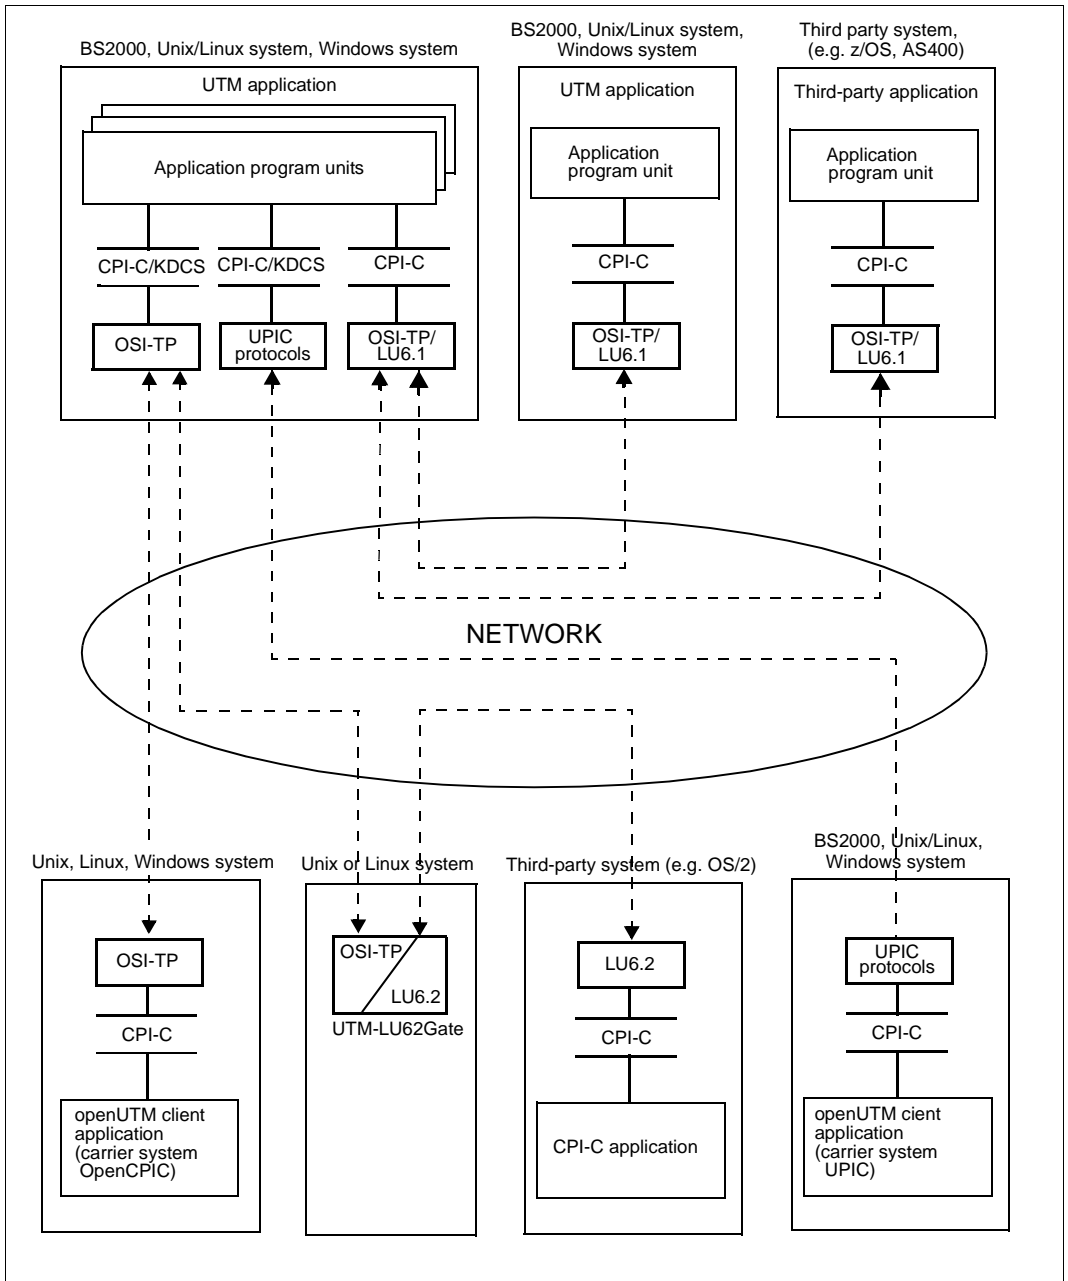 BS2000, Unix/Linux system, Windows system
UTM application
Application program units
CPI-C/KDCS
CPI-C/KDCS
CPI-C
OSI-TP
UPIC
protocols
OSI-TP/
LU6.1
BS2000, Unix/Linux system,
Windows system
UTM application
Application
program unit
CPI-C
OSI-TP/
LU6.1
Third party system,
(e.g. z/OS, AS400)
Third-party application
Application
program unit
CPI-C
OSI-TP/
LU6.1
NETWORK
Unix, Linux, Windows system
OSI-TP
CPI-C
openUTM client
application
(carrier system
OpenCPIC)
Unix or Linux system
OSI-TP
LU6.2
UTM-LU62Gate
Third-party system (e.g. OS/2)
LU6.2
CPI-C
CPI-C application
BS2000, Unix/Linux,
Windows system
UPIC
protocols
CPI-C
openUTM cient
application
(carrier system
UPIC)